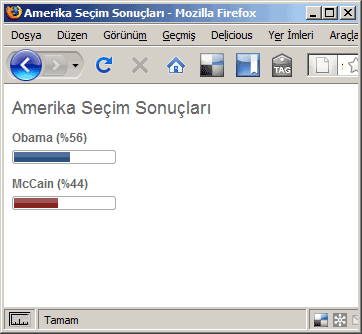 Amerika Seçim Sonuçları - Mozilla Firefox
Dosya Düzen Görünüm Geçmiş Delicious Yer İmleri Araçla
TAG
Amerika Seçim Sonuçları
Obama (%56)
McCain (%44)
Tamam